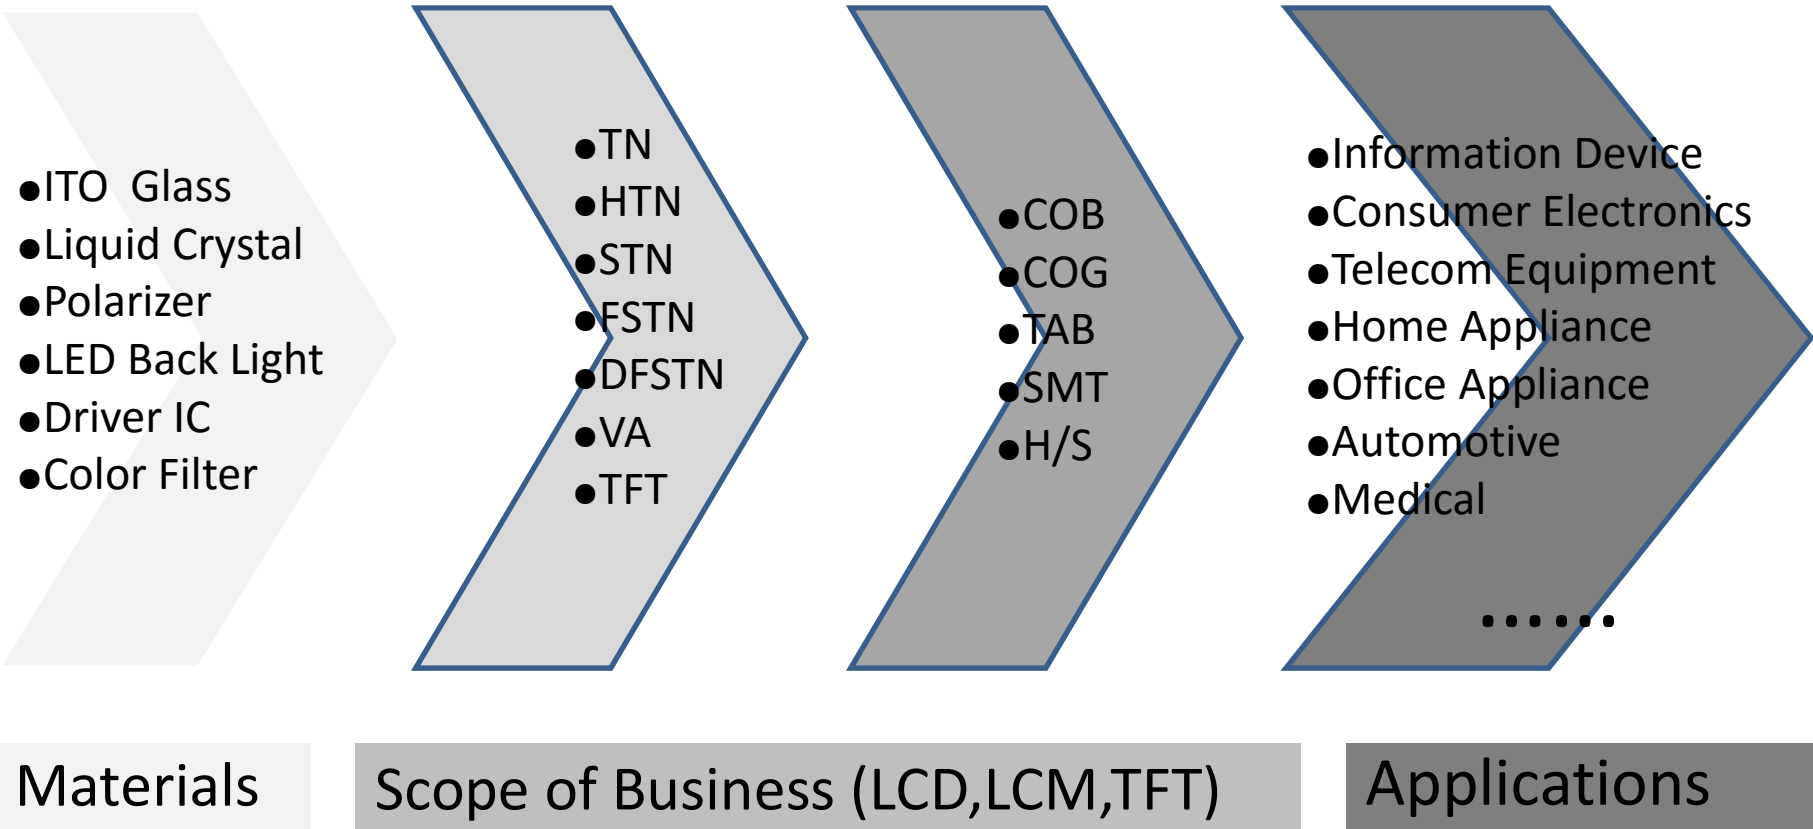 ●ITO  Glass
●Liquid Crystal
●Polarizer
●LED Back Light
●Driver IC
●Color Filter
●TN
●HTN
●STN
●FSTN
●DFSTN
●VA
●TFT
●COB
●COG
●TAB
●SMT
●H/S
●Information Device
●Consumer Electronics
●Telecom Equipment
●Home Appliance
●Office Appliance
●Automotive
●Medical
......
Materials
Scope of Business (LCD,LCM,TFT)
Applications